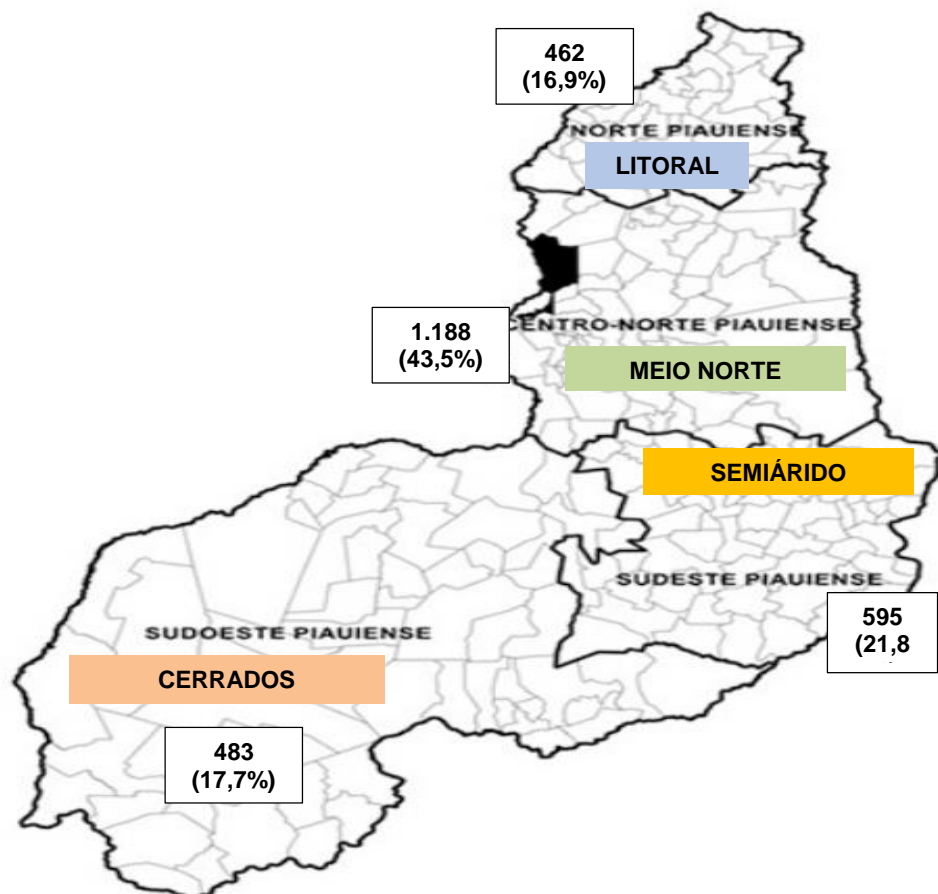 462
(16,9%)
NORTE PIAUIENSE
LITORAL
1.188
(43,5%)
CENTRO-NORTE PIAUIENSE
MEIO NORTE
SEMIÁRIDO
SUDESTE PIAUIENSE
595
(21,8
SUDOESTE PIAUIENSE
CERRADOS
483
(17,7%)